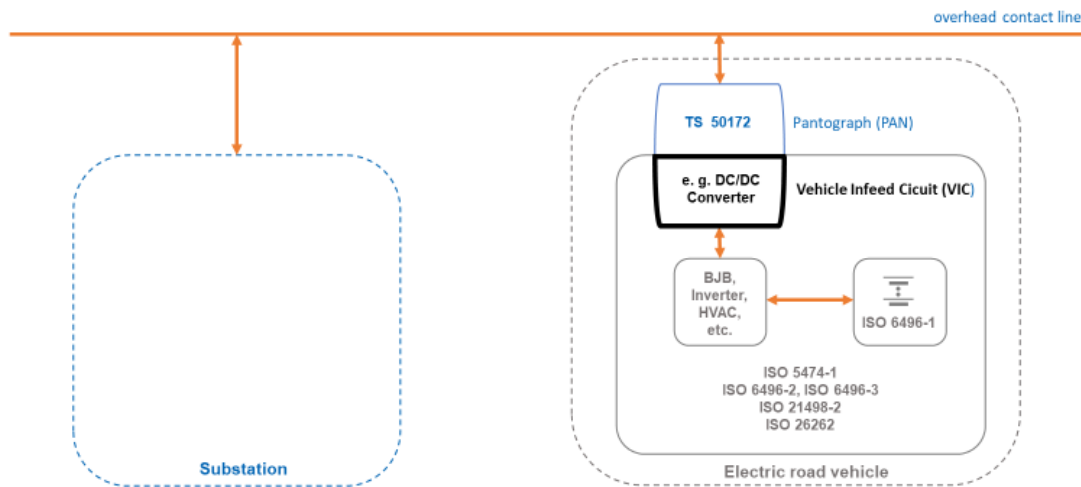 overhead contact line
TS 50172
Pantograph (PAN)
e. g. DC/DC
Converter
Vehicle Infeed Cicuit (VIC)
BJB,
Inverter,
HVAC,
etc.
ISO 6496-1
ISO 5474-1
ISO 6496-2, ISO 6496-3
ISO 21498-2
ISO 26262
Substation
Electric road vehicle